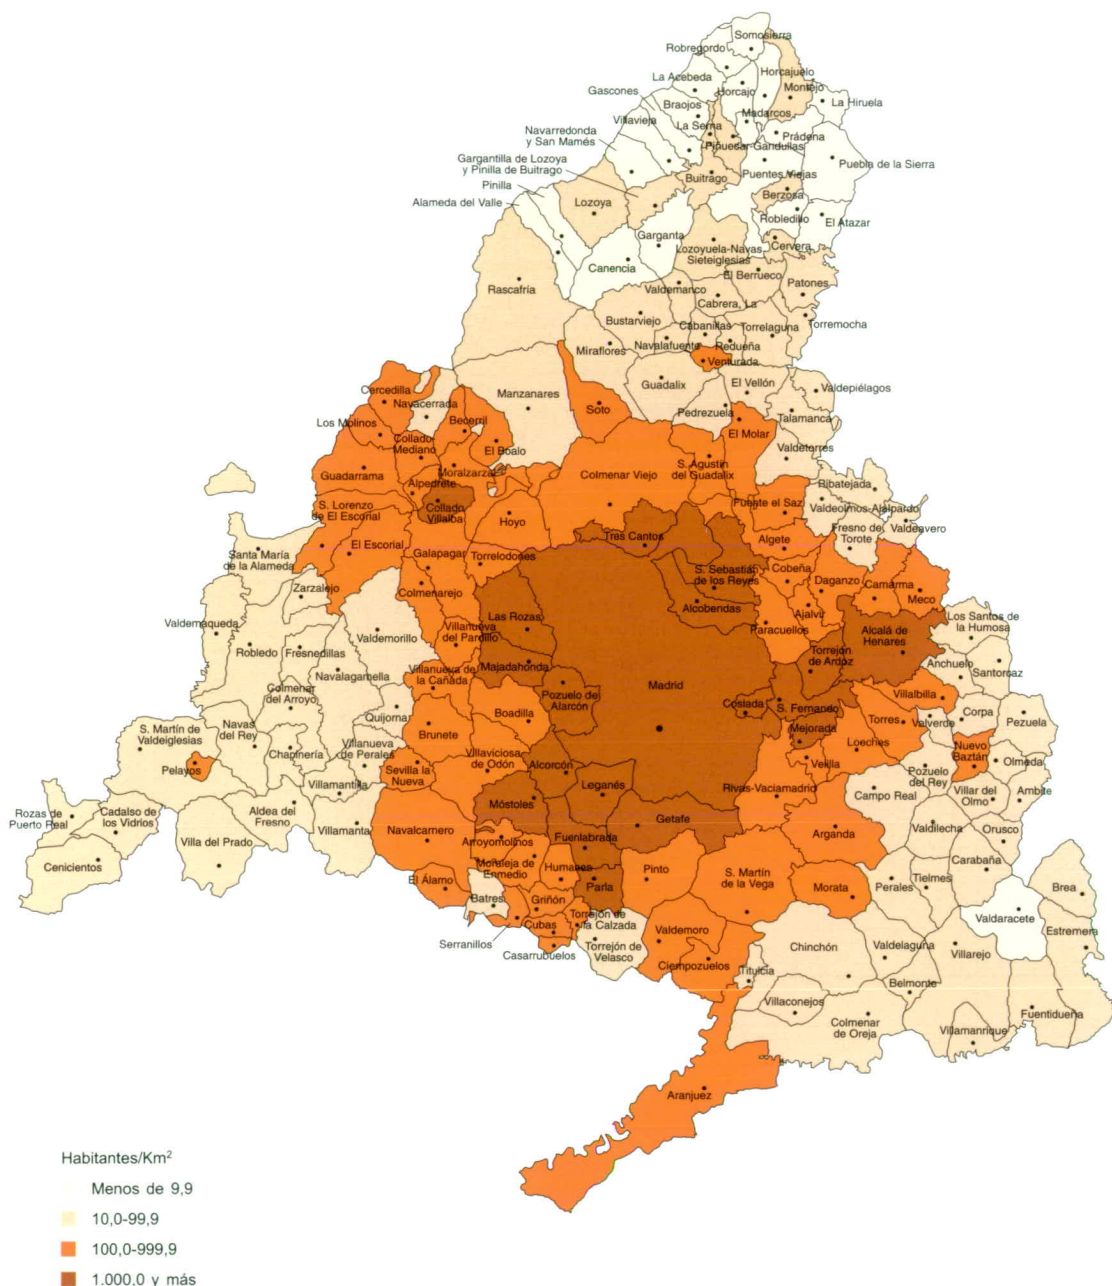 Somosierra
Robregordo
La Acebeda
Horcajuelo
Horcajo
Montejo
Gascones
Braojos
Madarcos
La Hiruela
Villavieja
La Serna
Prádena
Navarredonda
y San Mamés
Piñuecar-Gandullas
Gargantilla de Lozoya
y Pinilla de Buitrago
Buitrago
Puentes Viejas
Puebla de la Sierra
Pinilla
Berzosa
Alameda del Valle
Lozoya
Robledillo
El Atazar
Garganta
Cervera
Canencia
Lozoyuela-Navas
Sieteiglesias
El Berrueco
Rascafría
Valdemanco
Patones
Cabrera, La
Bustarviejo
Cabanillas
Torrelaguna
Torremocha
Miraflores
Navalafuente
Redueña
Venturada
Cercedilla
Navacerrada
Manzanares
Soto
Guadalix
El Vellón
Valdepiélagos
Los Molinos
Becerril
Pedrezuela
Talamanca
Collado-
Mediano
El Boalo
El Molar
Valdetorres
Guadarrama
Moralzarzal
Colmenar Viejo
S. Agustín
del Guadalix
Alpedrete
Ribatejada
S. Lorenzo
de El Escorial
Collado
Villalba
Hoyo
Fuente el Saz
Valdeolmos-Alalpardo
Fresno de
Torote
Valdeavero
Santa María
de la Alameda
El Escorial
Galapagar
Torrelodones
Tres Cantos
Algete
S. Sebastián
de los Reyes
Cobeña
Daganzo
Camarma
Meco
Zarzalejo
Colmenarejo
Alcobendas
Ajalvir
Valdemaqueda
Valdemorillo
Villanueva
del Pardillo
Las Rozas
Paracuellos
Alcalá de
Henares
Los Santos de
la Humosa
Robledo
Fresnedillas
Majadahonda
Torrejón
de Ardoz
Anchuelo
Santorcaz
Navalagamella
Villanueva de
la Cañada
Pozuelo de
Alarcón
Madrid
Villalbilla
Colmenar
del Arroyo
Quijorna
Boadilla
Coslada
S. Fernando
Torres
Valverde
Corpa
Pezuela
S. Martín de
Valdeiglesias
Navas
del Rey
Brunete
Mejorada
Chapinería
Villanueva
de Perales
Villaviciosa
de Odón
Loeches
Nuevo
Baztán
Pelayos
Sevilla la
Nueva
Alcorcón
Velilla
Pozuelo
del Rey
Olmeda
Villamantilla
Leganés
Rivas-Vaciamadrid
Campo Real
Villar del
Olmo
Ambite
Rozas de
Puerto Real
Cadalso de
los Vidrios
Aldea del
Fresno
Móstoles
Getafe
Villamanta
Navalcarnero
Arganda
Valdilecha
Orusco
Villa del Prado
Arroyomolinos
Fuenlabrada
Cenicientos
Moraleja de
Enmedio
Humanes
Pinto
S. Martín
de la Vega
Carabaña
El Álamo
Parla
Morata
Perales
Tielmes
Brea
Batres
Griñón
Valdaracete
Serranillos
Cubas
Torrejón de
la Calzada
Estremera
Casarrubuelos
Torrejón de
Velasco
Valdemoro
Chinchón
Valdelaguna
Villarejo
Ciempozuelos
Titulcia
Belmonte
Villaconejos
Colmenar
de Oreja
Fuentidueña
Villamanrique
Aranjuez
Habitantes/Km²
Menos de 9,9
10,0-99,9
100,0-999,9
1.000,0 y más